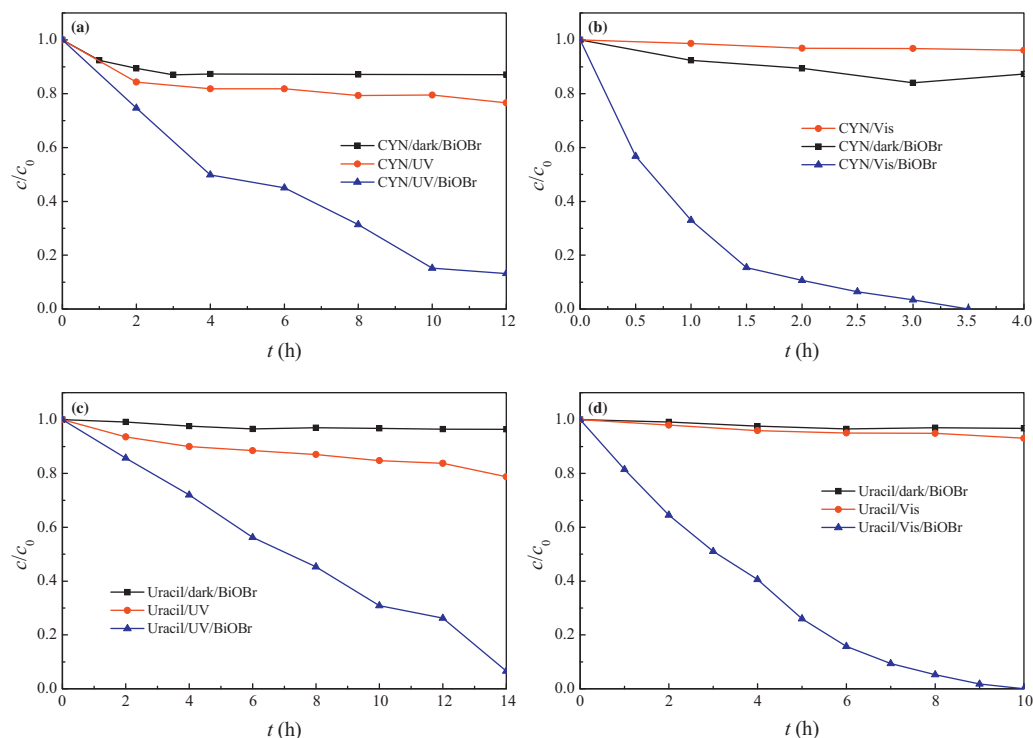 (a)
1.0
0.8
0.6
0.4
0.2
0.0
c/c0
CYN/dark/BiOBr
CYN/UV
CYN/UV/BiOBr
0 2 4 6 8 10 12
t (h)
(b)
1.0
0.8
0.6
0.4
0.2
0.0
c/c0
CYN/Vis
CYN/dark/BiOBr
CYN/Vis/BiOBr
0.0 0.5 1.0 1.5 2.0 2.5 3.0 3.5 4.0
t (h)
(c)
1.0
0.8
0.6
0.4
0.2
0.0
c/c0
Uracil/dark/BiOBr
Uracil/UV
Uracil/UV/BiOBr
0 2 4 6 8 10 12 14
t (h)
(d)
1.0
0.8
0.6
0.4
0.2
0.0
c/c0
Uracil/dark/BiOBr
Uracil/Vis
Uracil/Vis/BiOBr
0 2 4 6 8 10
t (h)